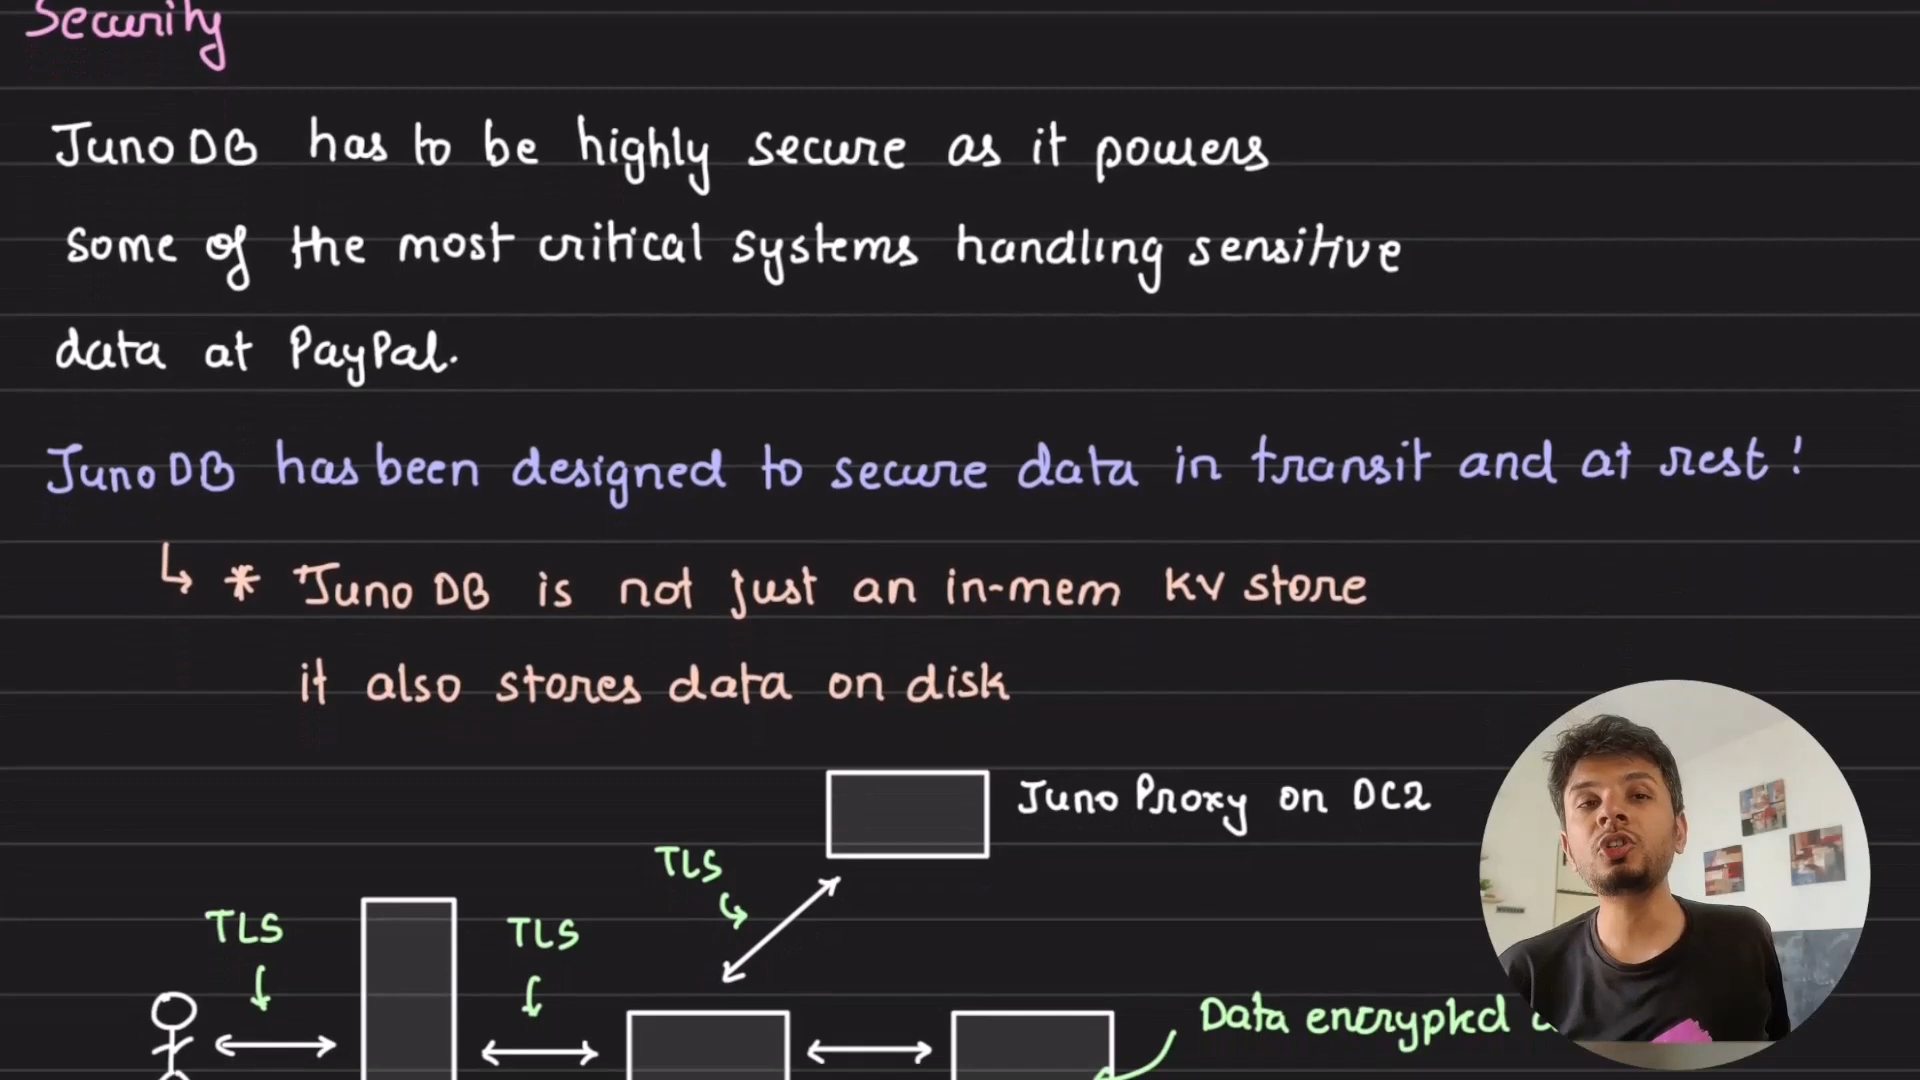 Security
JunoDB has to be highly secure as it powers
some of the most critical systems handling sensitive
data at PayPal.
JunoDB has been designed to secure data in transit and at rest!
↳ * JunoDB is not just an in-mem KV store
it also stores data on disk
Juno Proxy on DC2
TLS
TLS
TLS
Data encrypted